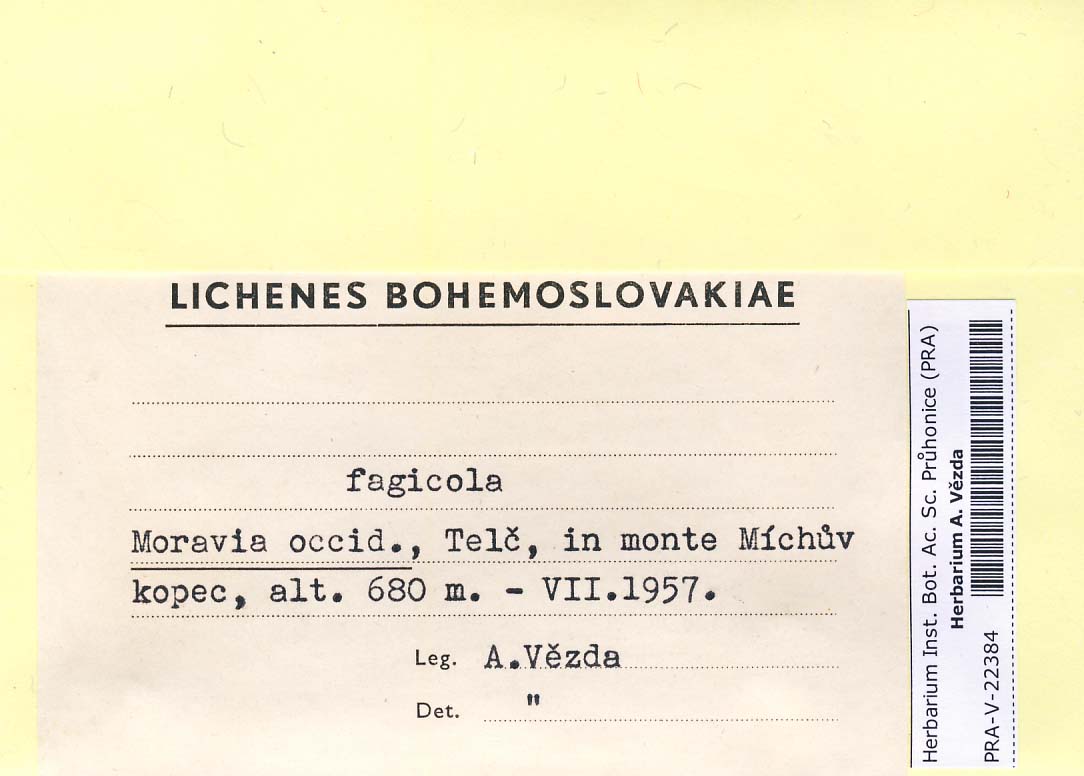 LICHENES BOHEMOSLOVAKIAE
fagicola
Moravia occid., Telč, in monte Míchův
kopec, alt. 680 m. - VII.1957.
Leg. A.Vězda
Det. "
Herbarium Inst. Bot. Ac. Sc. Průhonice (PRA)
Herbarium A. Vězda
PRA-V-22384